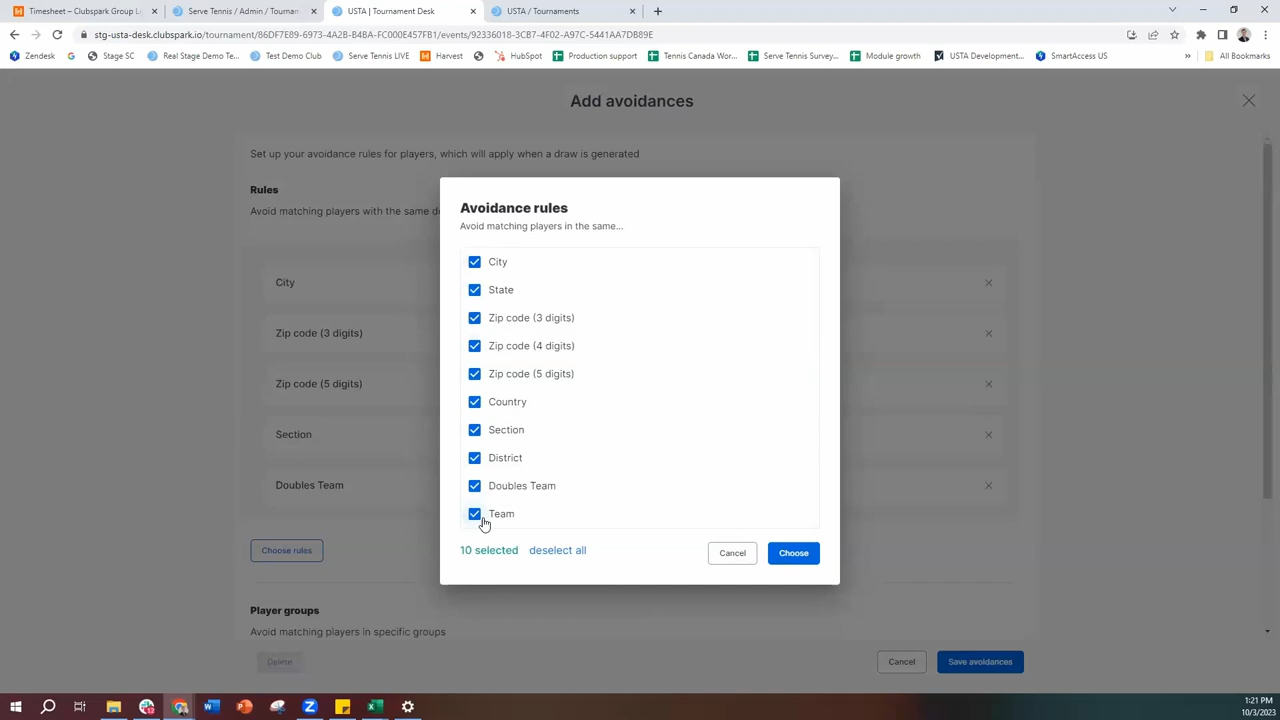 Timesheet – Clubspark Group L
Serve Tennis / Admin / Tournam
USTA | Tournament Desk
USTA / Tournaments
stg-usta-desk.clubspark.io/tournament/86DF7E89-6973-4A2B-B4BA-FC000E457FB1/events/92336018-3CB7-4F02-A97C-5441AA7DB89E
Zendesk
Stage SC
Real Stage Demo Te...
Test Demo Club
Serve Tennis LIVE
Harvest
HubSpot
Production support
Tennis Canada Wor...
Serve Tennis Survey...
Module growth
USTA Development...
SmartAccess US
»
All Bookmarks
Add avoidances
Set up your avoidance rules for players, which will apply when a draw is generated
Rules
Avoid matching players with the same d
City
Zip code (3 digits)
Zip code (5 digits)
Section
Doubles Team
Choose rules
Player groups
Avoid matching players in specific groups
Delete
Cancel
Save avoidances
Avoidance rules
Avoid matching players in the same...
City
State
Zip code (3 digits)
Zip code (4 digits)
Zip code (5 digits)
Country
Section
District
Doubles Team
Team
10 selected
deselect all
Cancel
Choose
1:21 PM
10/3/2023